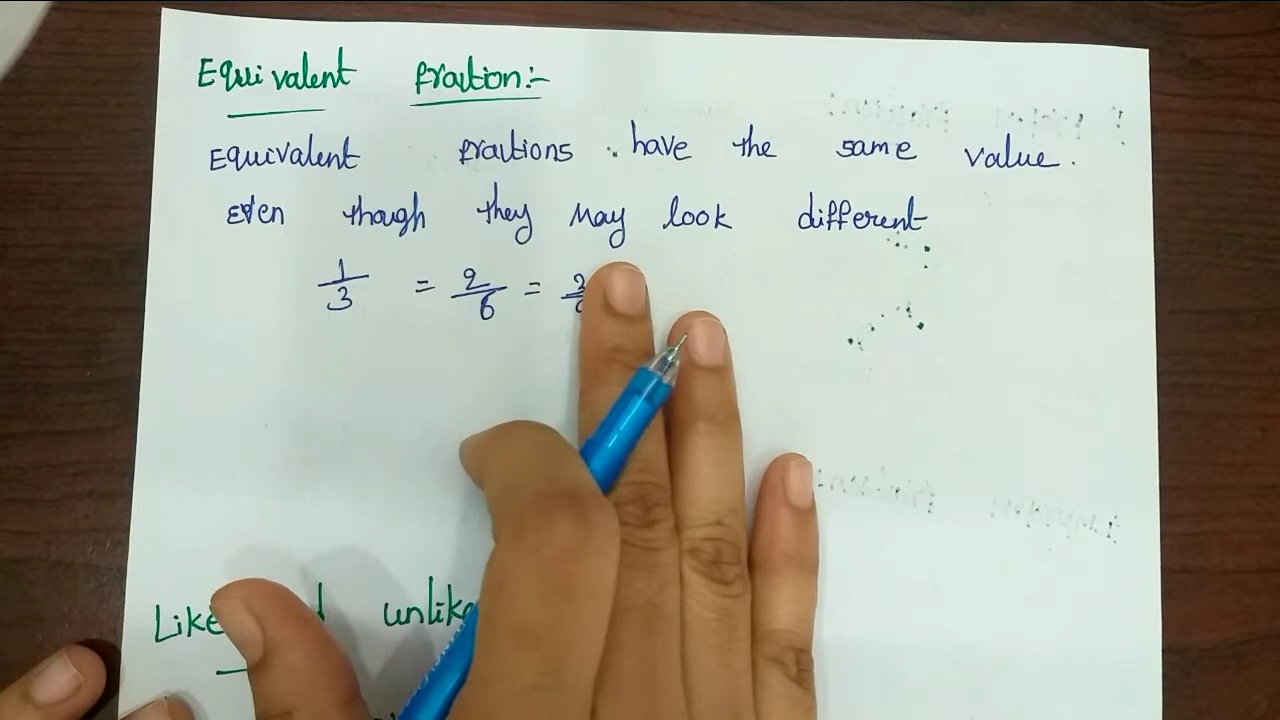 Equivalent fraction:-
Equivalent fractions have the same value.
Even though they may look different
1/3 = 2/6 =
Like unlike